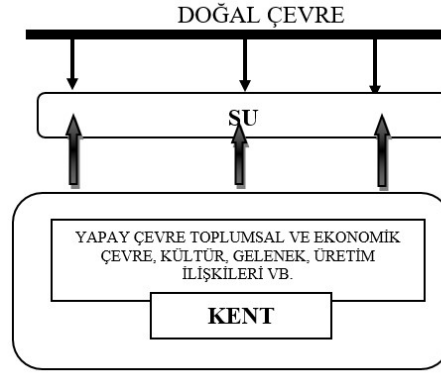 DOĞAL ÇEVRE
SU
YAPAY ÇEVRE TOPLUMSAL VE EKONOMİK
ÇEVRE, KÜLTÜR, GELENEK, ÜRETİM
İLİŞKİLERİ VB.
KENT